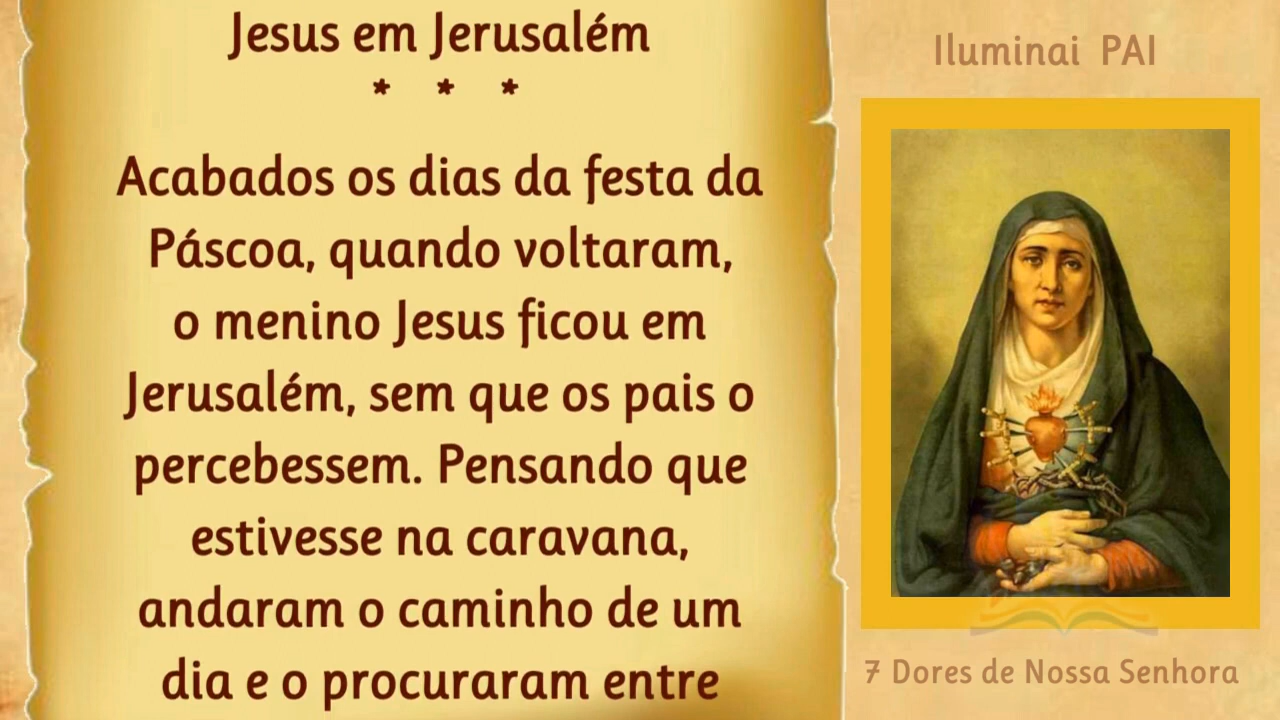 Jesus em Jerusalém
* * *
Acabados os dias da festa da
Páscoa, quando voltaram,
o menino Jesus ficou em
Jerusalém, sem que os pais o
percebessem. Pensando que
estivesse na caravana,
andaram o caminho de um
dia e o procuraram entre
Iluminai PAI
7 Dores de Nossa Senhora